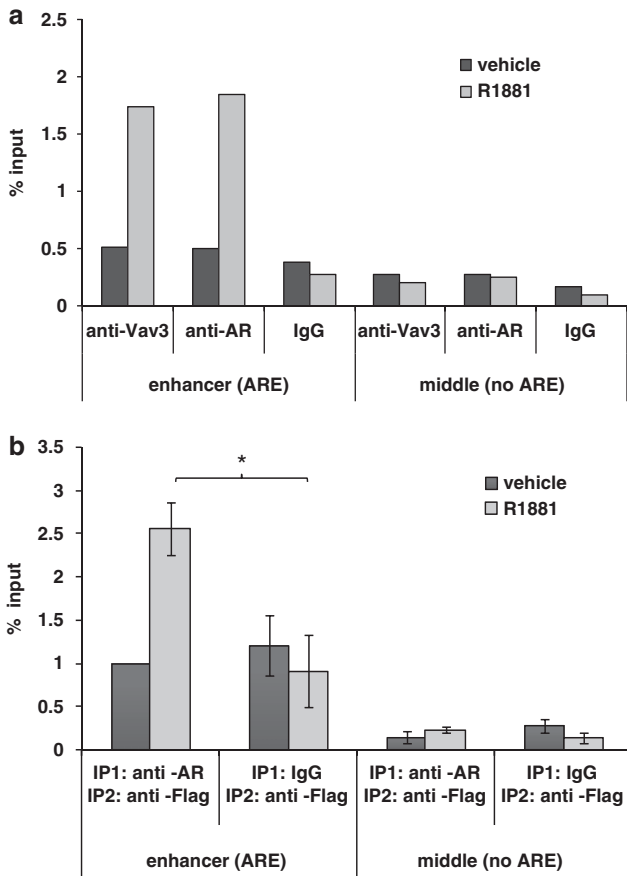 a
% input
2.5
2
1.5
1
0.5
0
vehicle
R1881
anti-Vav3 anti-AR IgG anti-Vav3 anti-AR IgG
enhancer (ARE) middle (no ARE)
b
% input
3.5
3
2.5
2
1.5
1
0.5
0
*
vehicle
R1881
IP1: anti -AR IP1: IgG IP1: anti -AR IP1: IgG
IP2: anti -Flag IP2: anti -Flag IP2: anti -Flag IP2: anti -Flag
enhancer (ARE) middle (no ARE)